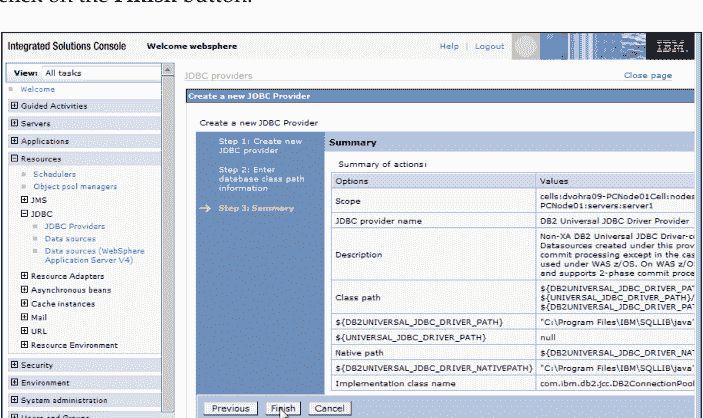 click on the Finish button.
Integrated Solutions Console Welcome websphere
Help | Logout
IBM.
View: All tasks
Welcome
Guided Activities
Servers
Applications
Resources
Schedulers
Object pool managers
JMS
JDBC
JDBC Providers
Data sources
Data sources (WebSphere
Application Server V4)
Resource Adapters
Asynchronous beans
Cache instances
Mail
URL
Resource Environment
Security
Environment
System administration
Users and Groups
JDBC providers
Close page
Create a new JDBC Provider
Create a new JDBC Provider
Step 1: Create new
JDBC provider
Step 2: Enter
database class path
information
Step 3: Summary
Summary
Summary of actions:
Options Values
Scope cells:dvohra09-PCNode01Cell:nodes
PCNode01:servers:server1
JDBC provider name DB2 Universal JDBC Driver Provider
Description Non-XA DB2 Universal JDBC Driver-c
Datasources created under this prov
commit processing except in the cas
used under WAS z/OS. On WAS z/O
and supports 2-phase commit proce
Class path ${DB2UNIVERSAL_JDBC_DRIVER_PA
${UNIVERSAL_JDBC_DRIVER_PATH}/
${DB2UNIVERSAL_JDBC_DRIVER_PA
${DB2UNIVERSAL_JDBC_DRIVER_PATH} "C:\Program Files\IBM\SQLLIB\java"
${UNIVERSAL_JDBC_DRIVER_PATH} null
Native path ${DB2UNIVERSAL_JDBC_DRIVER_NA
${DB2UNIVERSAL_JDBC_DRIVER_NATIVEPATH} "C:\Program Files\IBM\SQLLIB\java"
Implementation class name com.ibm.db2.jcc.DB2ConnectionPool
Previous Finish Cancel